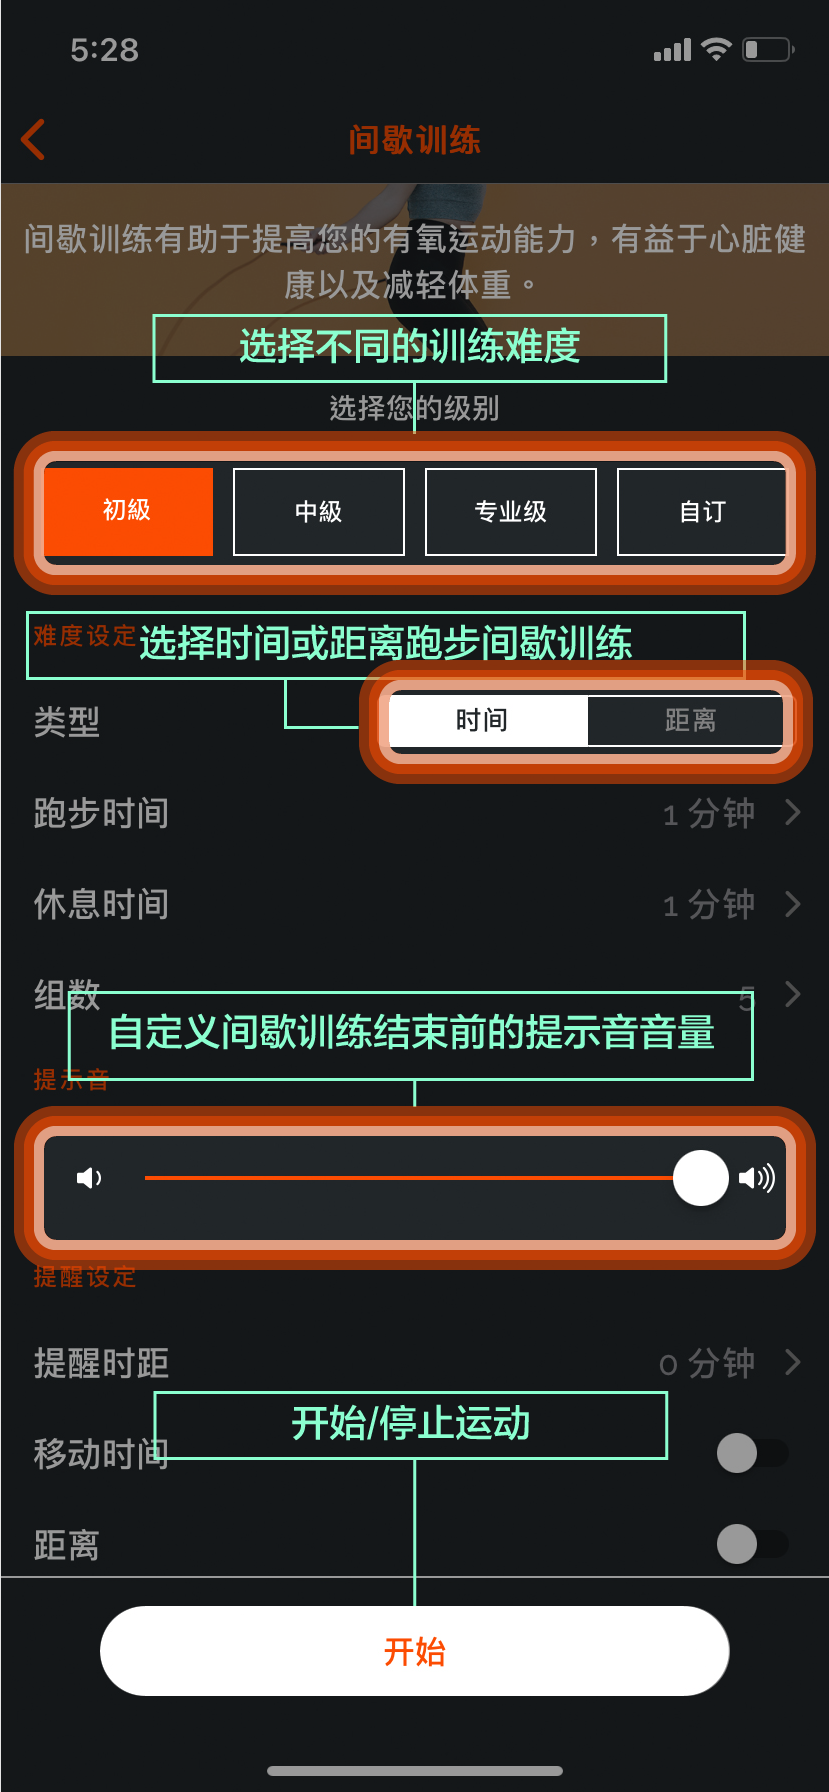 5:28
间歇训练
间歇训练有助于提高您的有氧运动能力，有益于心脏健
康以及减轻体重。
选择不同的训练难度
选择您的级别
初級
中級
专业级
自订
难度设定
选择时间或距离跑步间歇训练
类型
时间
距离
跑步时间
1 分钟
休息时间
1 分钟
组数
5
自定义间歇训练结束前的提示音音量
提示音
提醒设定
提醒时距
0 分钟
开始/停止运动
移动时间
距离
开始